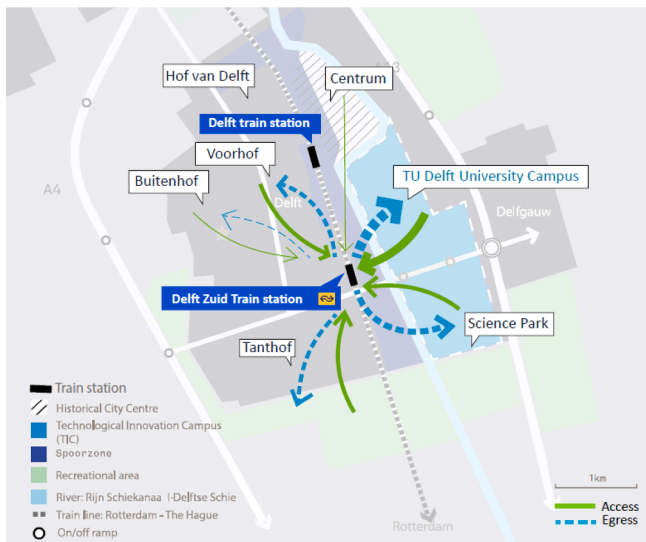 Hof van Delft
Centrum
A13
Delft train station
Voorhof
Buitenhof
TU Delft University Campus
A4
Delft
Delfgauw
Delft Zuid Train station
Science Park
Tanthof
Train station
Historical City Centre
Technological Innovation Campus
(TIC)
Spoorzone
Recreational area
River: Rijn Schiekanaa l-Delftse Schie
Train line: Rotterdam - The Hague
On/off ramp
1km
Access
Egress
Rotterdam